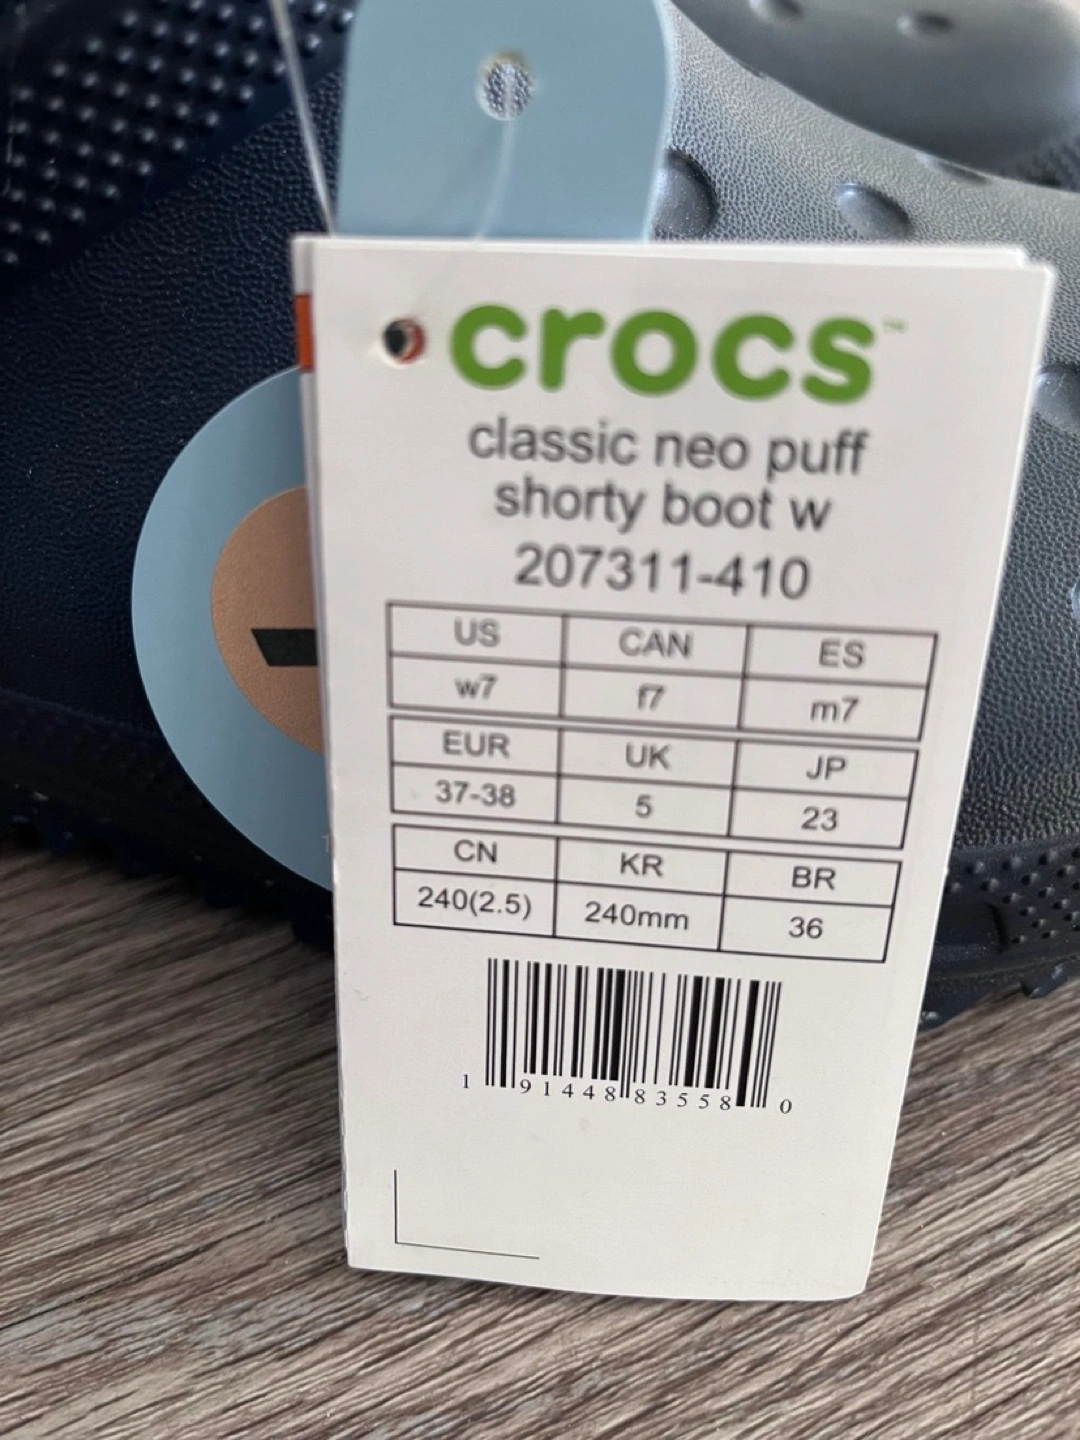 crocs™
classic neo puff
shorty boot w
207311-410
US CAN ES
w7 f7 m7
EUR UK JP
37-38 5 23
CN KR BR
240(2.5) 240mm 36
1 91448 83558 0